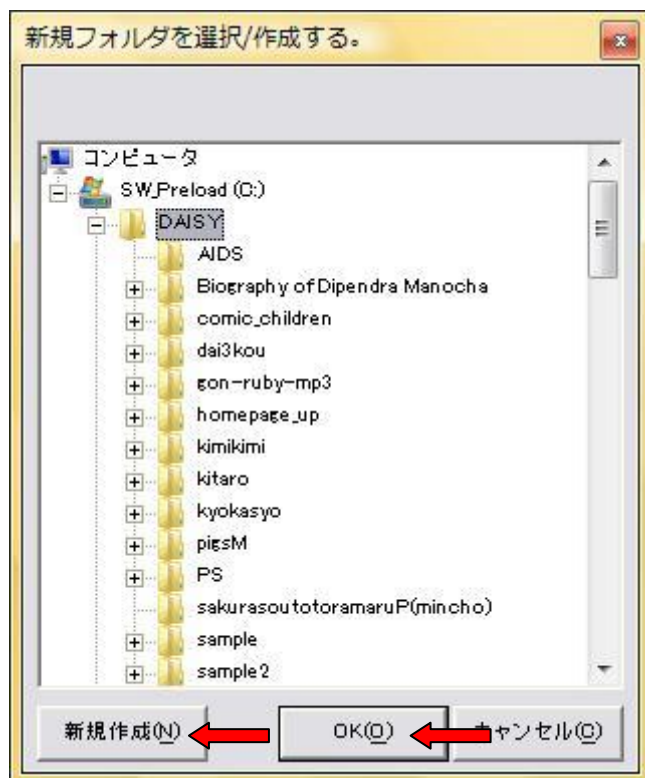 新規フォルダを選択/作成する。
コンピュータ
SW_Preload (C:)
DAISY
AIDS
Biography of Dipendra Manocha
comic_children
dai3kou
gon-ruby-mp3
homepage_up
kimikimi
kitaro
kyokasyo
pigsM
PS
sakurasoutotoramaruP(mincho)
sample
sample2
新規作成(N) OK(O) キャンセル(C)